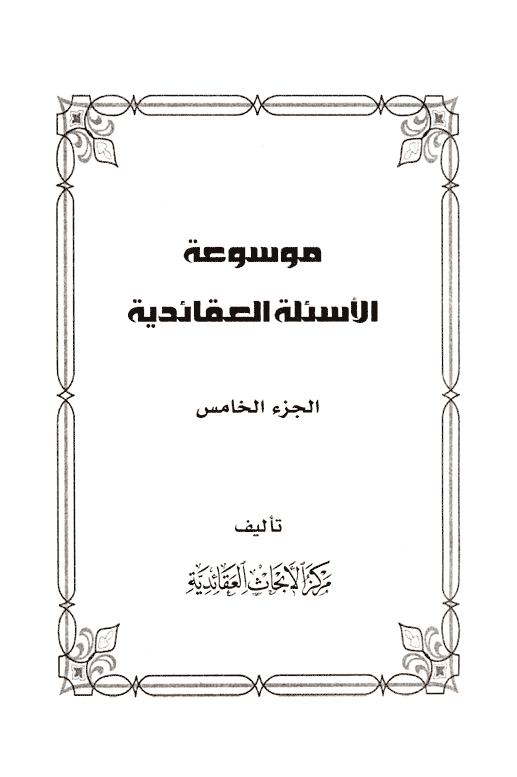 موسوعة
الأسئلة العقائدية
الجزء الخامس
تأليف
مركز الأبحاث العقائدية